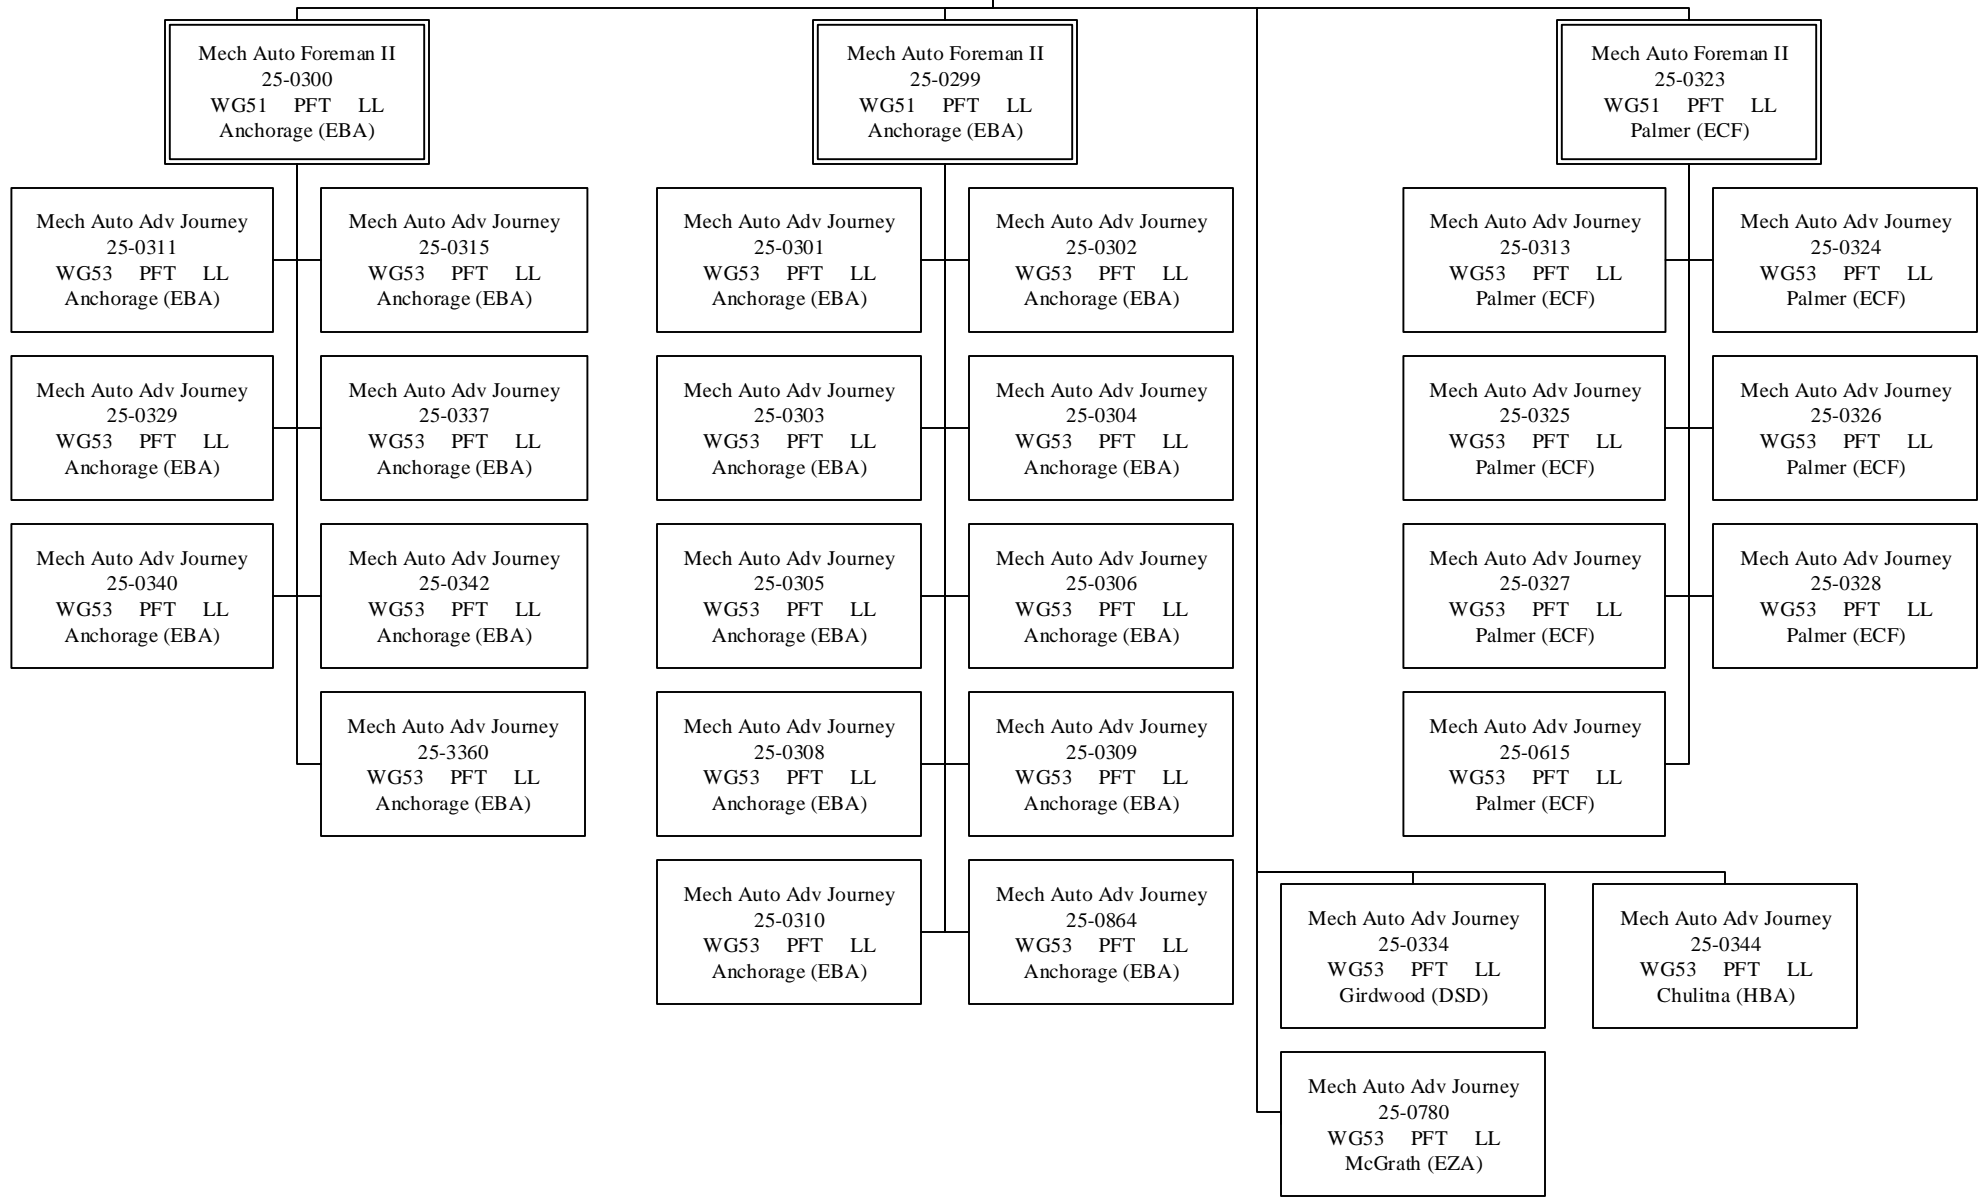 Mech Auto Foreman II
25-0300
WG51 PFT LL
Anchorage (EBA)
Mech Auto Adv Journey
25-0311
WG53 PFT LL
Anchorage (EBA)
Mech Auto Adv Journey
25-0315
WG53 PFT LL
Anchorage (EBA)
Mech Auto Adv Journey
25-0329
WG53 PFT LL
Anchorage (EBA)
Mech Auto Adv Journey
25-0337
WG53 PFT LL
Anchorage (EBA)
Mech Auto Adv Journey
25-0340
WG53 PFT LL
Anchorage (EBA)
Mech Auto Adv Journey
25-0342
WG53 PFT LL
Anchorage (EBA)
Mech Auto Adv Journey
25-3360
WG53 PFT LL
Anchorage (EBA)
Mech Auto Foreman II
25-0299
WG51 PFT LL
Anchorage (EBA)
Mech Auto Adv Journey
25-0301
WG53 PFT LL
Anchorage (EBA)
Mech Auto Adv Journey
25-0302
WG53 PFT LL
Anchorage (EBA)
Mech Auto Adv Journey
25-0303
WG53 PFT LL
Anchorage (EBA)
Mech Auto Adv Journey
25-0304
WG53 PFT LL
Anchorage (EBA)
Mech Auto Adv Journey
25-0305
WG53 PFT LL
Anchorage (EBA)
Mech Auto Adv Journey
25-0306
WG53 PFT LL
Anchorage (EBA)
Mech Auto Adv Journey
25-0308
WG53 PFT LL
Anchorage (EBA)
Mech Auto Adv Journey
25-0309
WG53 PFT LL
Anchorage (EBA)
Mech Auto Adv Journey
25-0310
WG53 PFT LL
Anchorage (EBA)
Mech Auto Adv Journey
25-0864
WG53 PFT LL
Anchorage (EBA)
Mech Auto Foreman II
25-0323
WG51 PFT LL
Palmer (ECF)
Mech Auto Adv Journey
25-0313
WG53 PFT LL
Palmer (ECF)
Mech Auto Adv Journey
25-0324
WG53 PFT LL
Palmer (ECF)
Mech Auto Adv Journey
25-0325
WG53 PFT LL
Palmer (ECF)
Mech Auto Adv Journey
25-0326
WG53 PFT LL
Palmer (ECF)
Mech Auto Adv Journey
25-0327
WG53 PFT LL
Palmer (ECF)
Mech Auto Adv Journey
25-0328
WG53 PFT LL
Palmer (ECF)
Mech Auto Adv Journey
25-0615
WG53 PFT LL
Palmer (ECF)
Mech Auto Adv Journey
25-0334
WG53 PFT LL
Girdwood (DSD)
Mech Auto Adv Journey
25-0344
WG53 PFT LL
Chulitna (HBA)
Mech Auto Adv Journey
25-0780
WG53 PFT LL
McGrath (EZA)